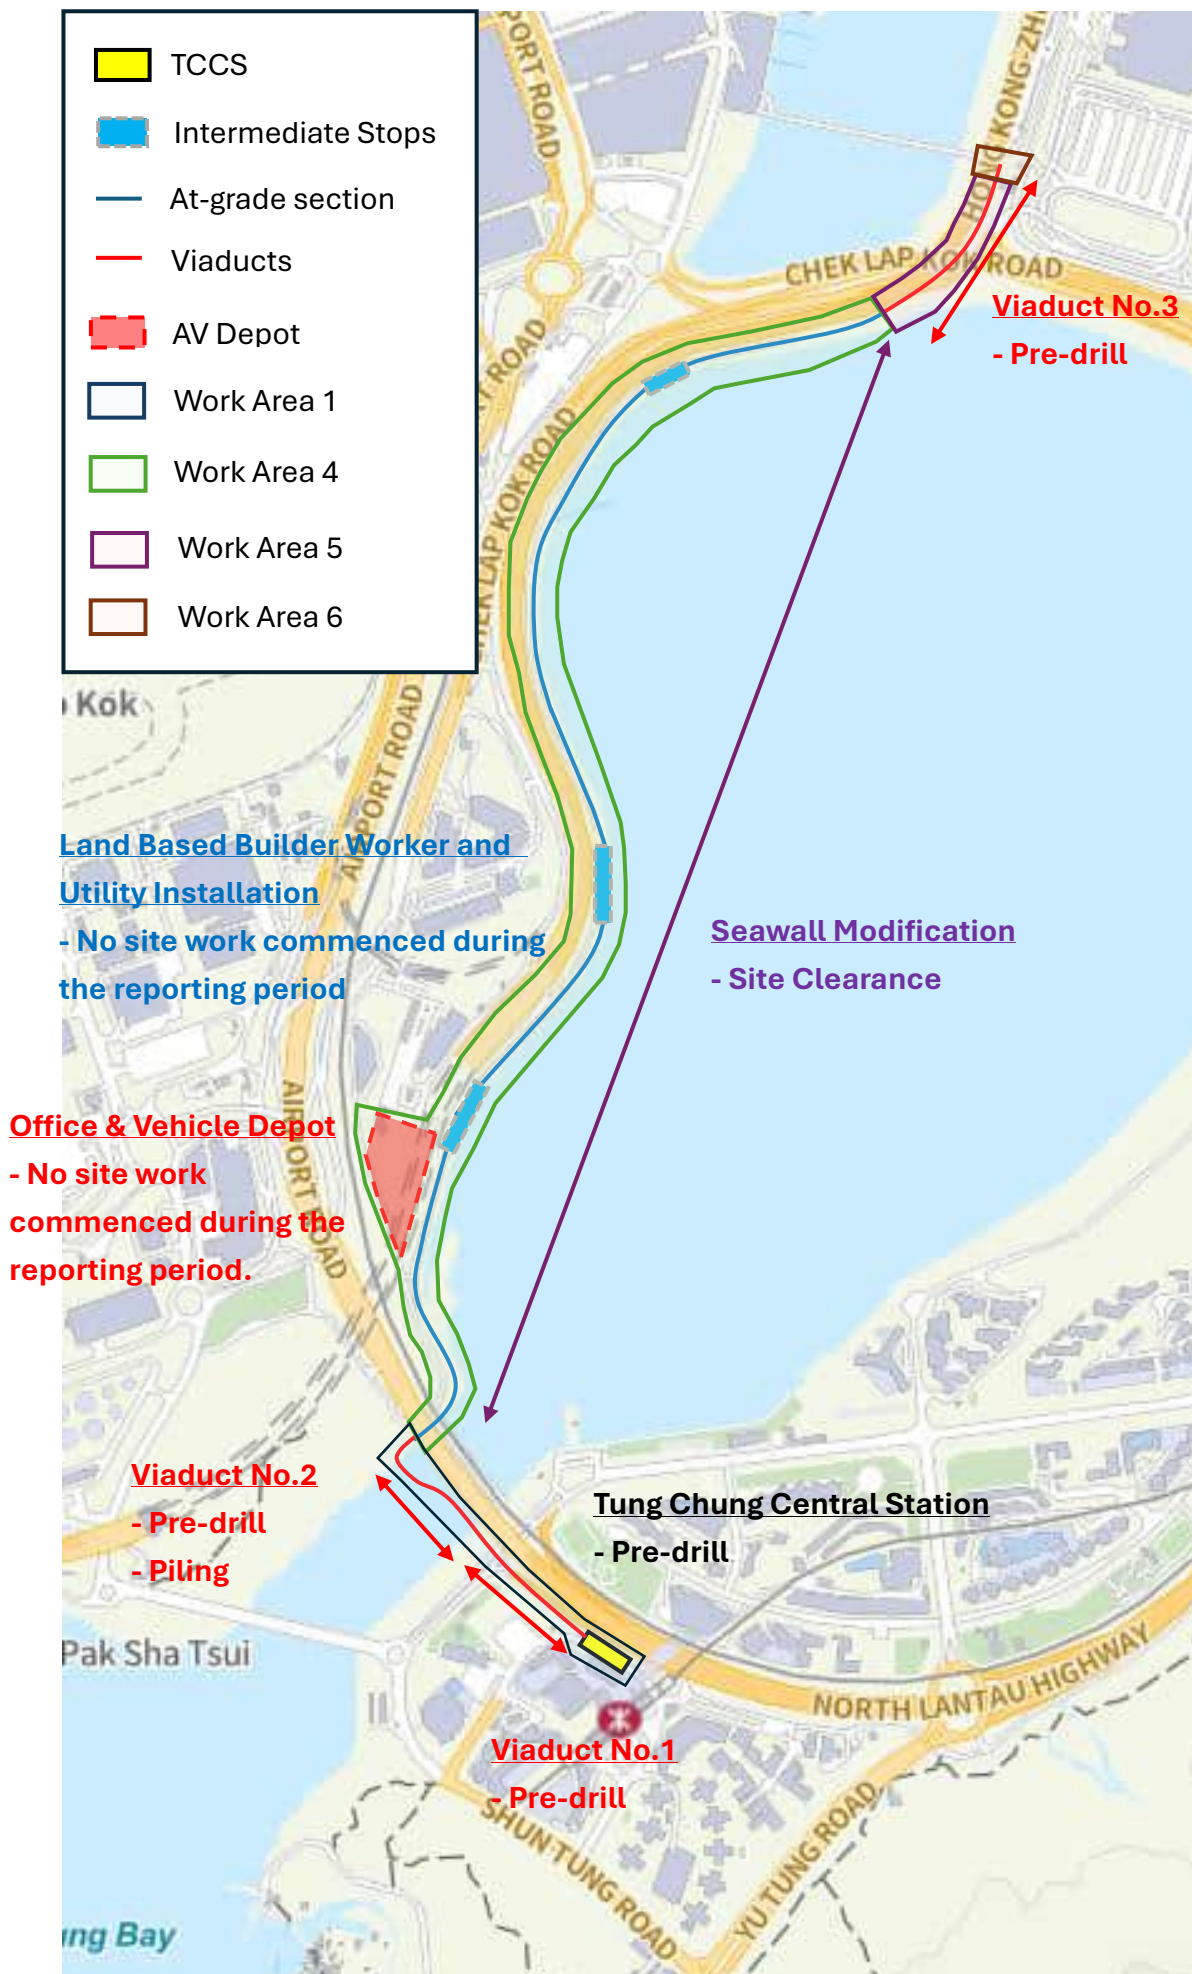 TCCS
Intermediate Stops
At-grade section
Viaducts
AV Depot
Work Area 1
Work Area 4
Work Area 5
Work Area 6
PORT ROAD
HONG KONG-ZH
CHEK LAP KOK ROAD
Viaduct No.3
- Pre-drill
RT ROAD
CHEK LAP KOK ROAD
Kok
AIRPORT ROAD
Land Based Builder Worker and
Utility Installation
- No site work commenced during
the reporting period
Seawall Modification
- Site Clearance
AIRPORT ROAD
Office & Vehicle Depot
- No site work
commenced during the
reporting period.
Viaduct No.2
- Pre-drill
- Piling
Tung Chung Central Station
- Pre-drill
Pak Sha Tsui
NORTH LANTAU HIGHWAY
Viaduct No.1
- Pre-drill
SHUN TUNG ROAD
YU TUNG ROAD
ung Bay